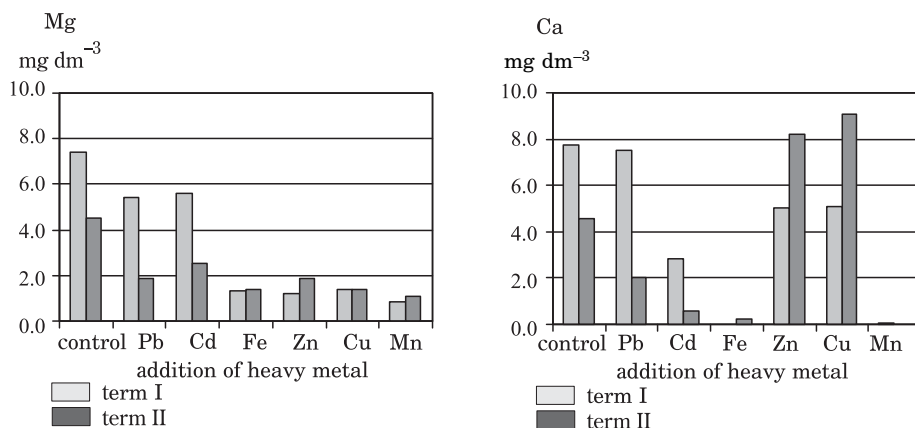 Mg
mg dm⁻³
10.0
8.0
6.0
4.0
2.0
0.0
control Pb Cd Fe Zn Cu Mn
addition of heavy metal
term I
term II
Ca
mg dm⁻³
10.0
8.0
6.0
4.0
2.0
0.0
control Pb Cd Fe Zn Cu Mn
addition of heavy metal
term I
term II